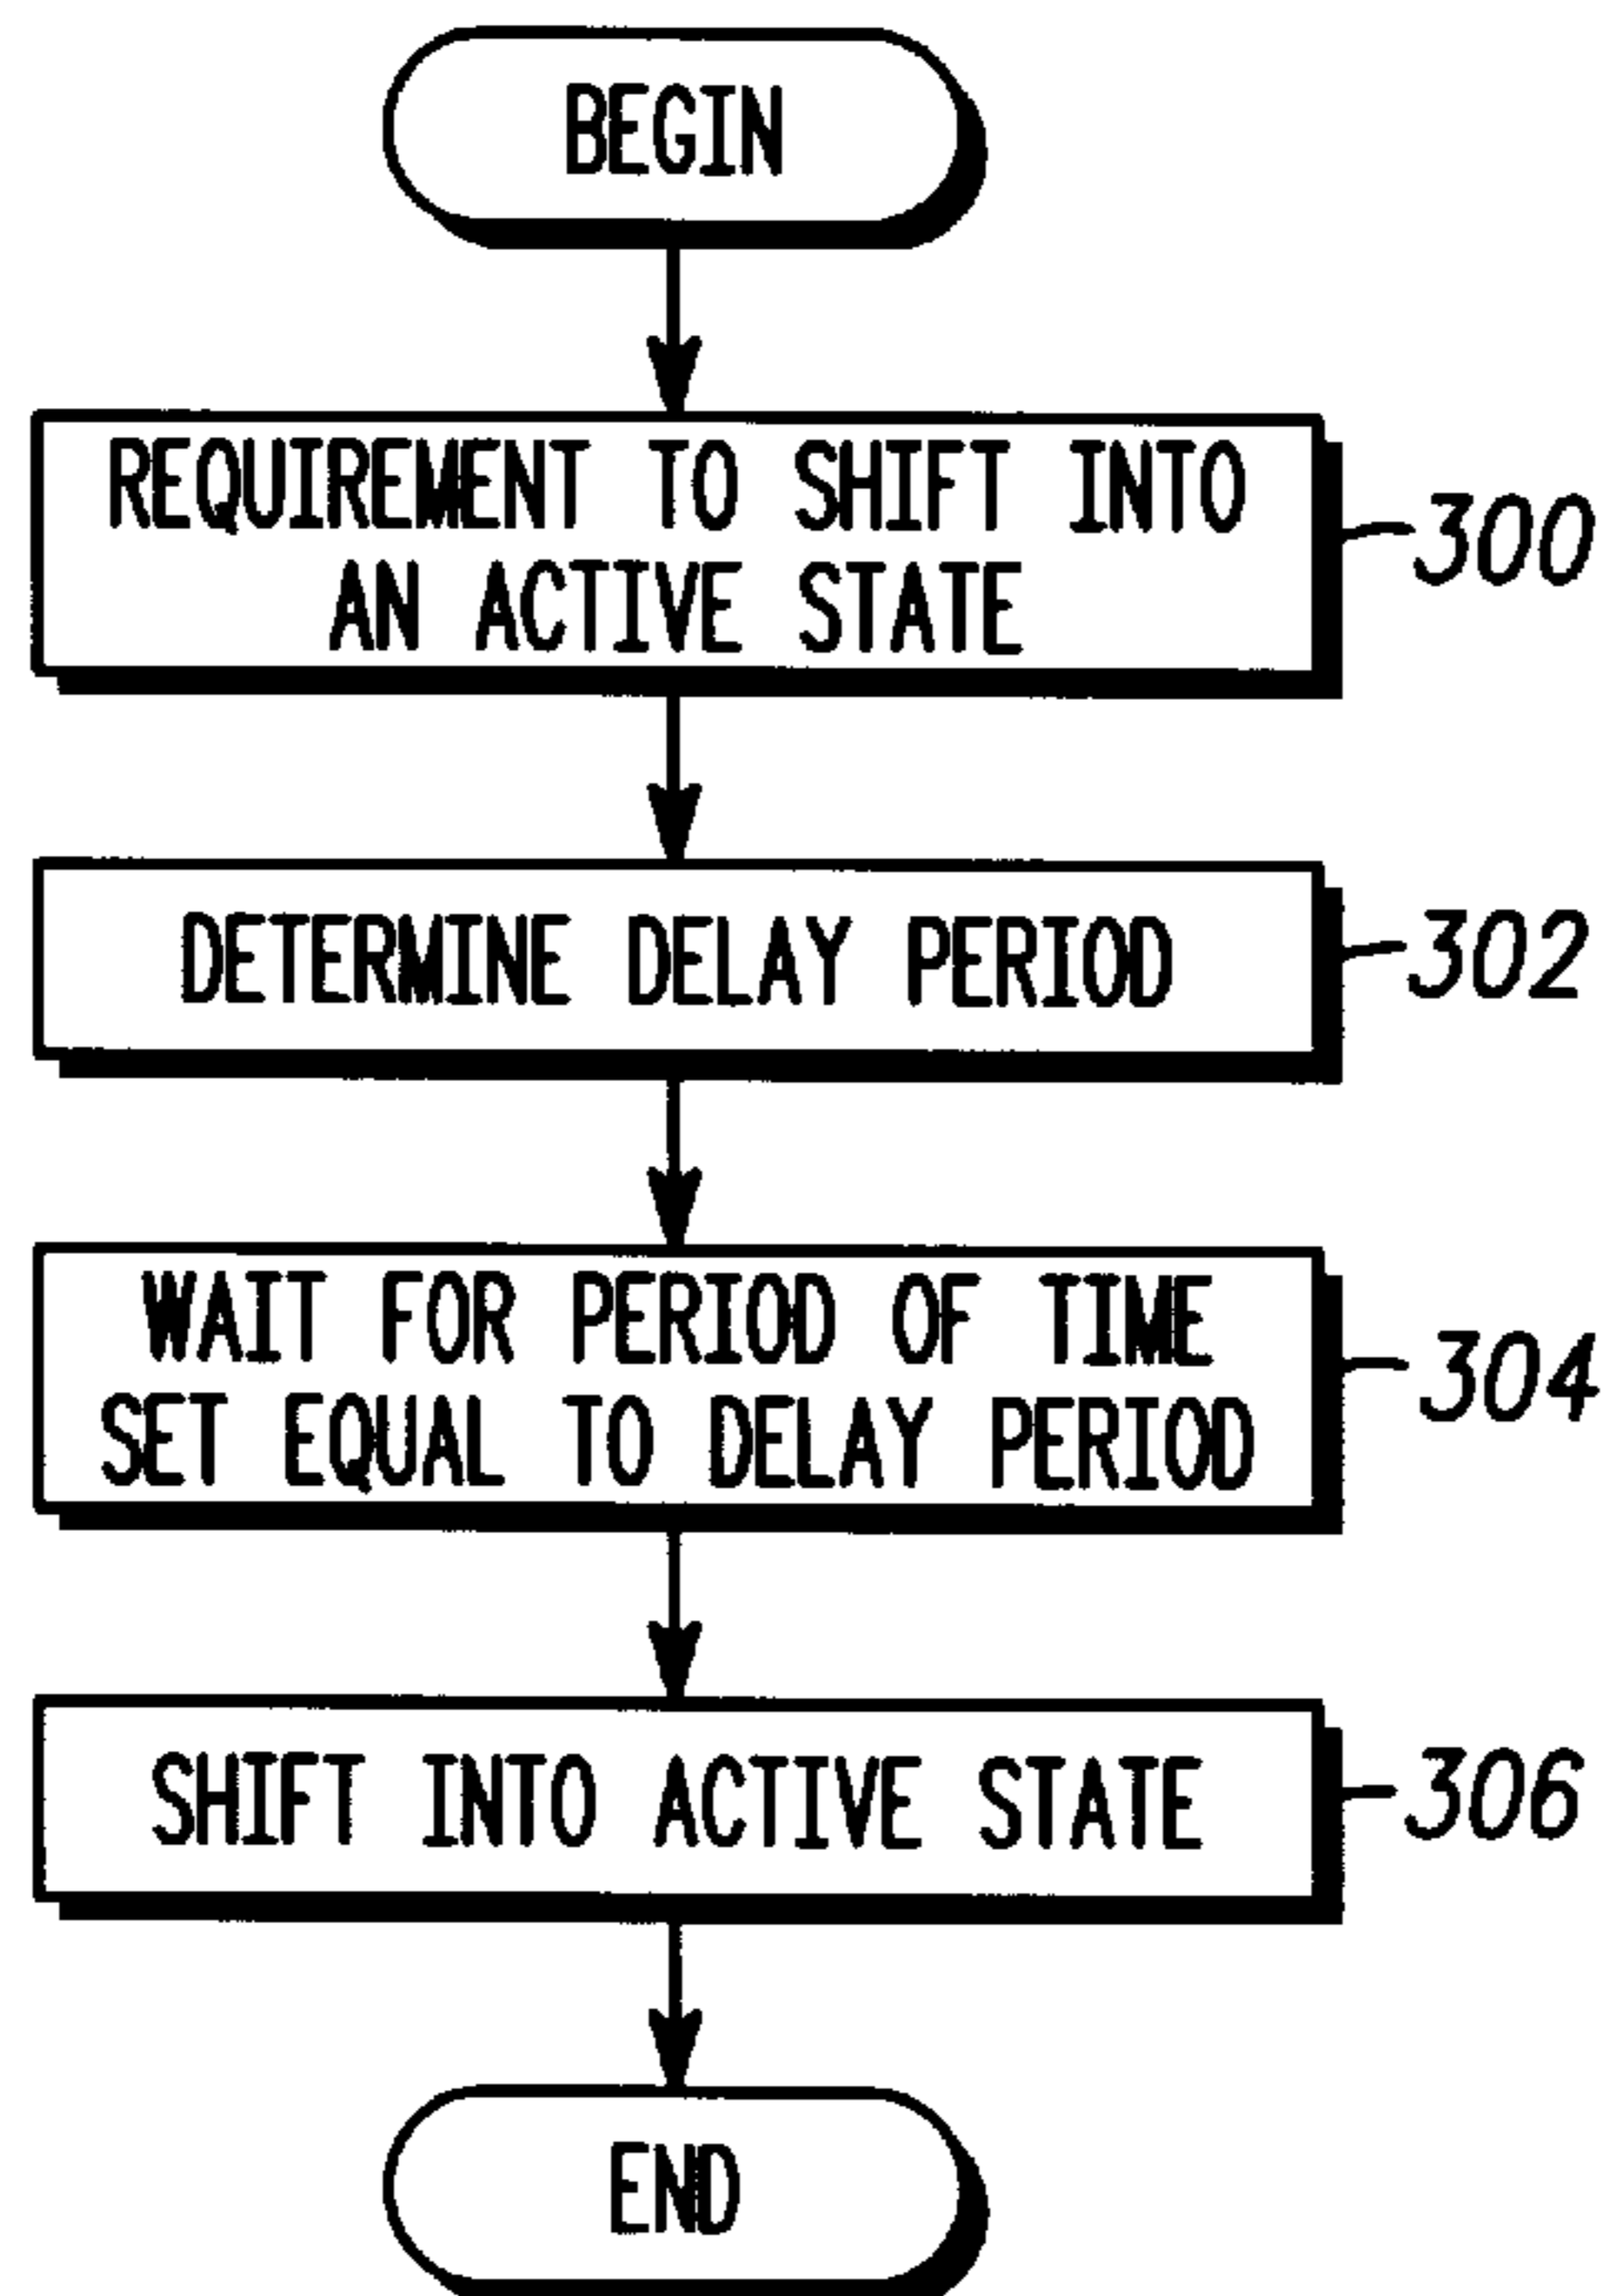 BEGIN
REQUIREMENT TO SHIFT INTO
AN ACTIVE STATE
300
DETERMINE DELAY PERIOD
302
WAIT FOR PERIOD OF TIME
SET EQUAL TO DELAY PERIOD
304
SHIFT INTO ACTIVE STATE
306
END